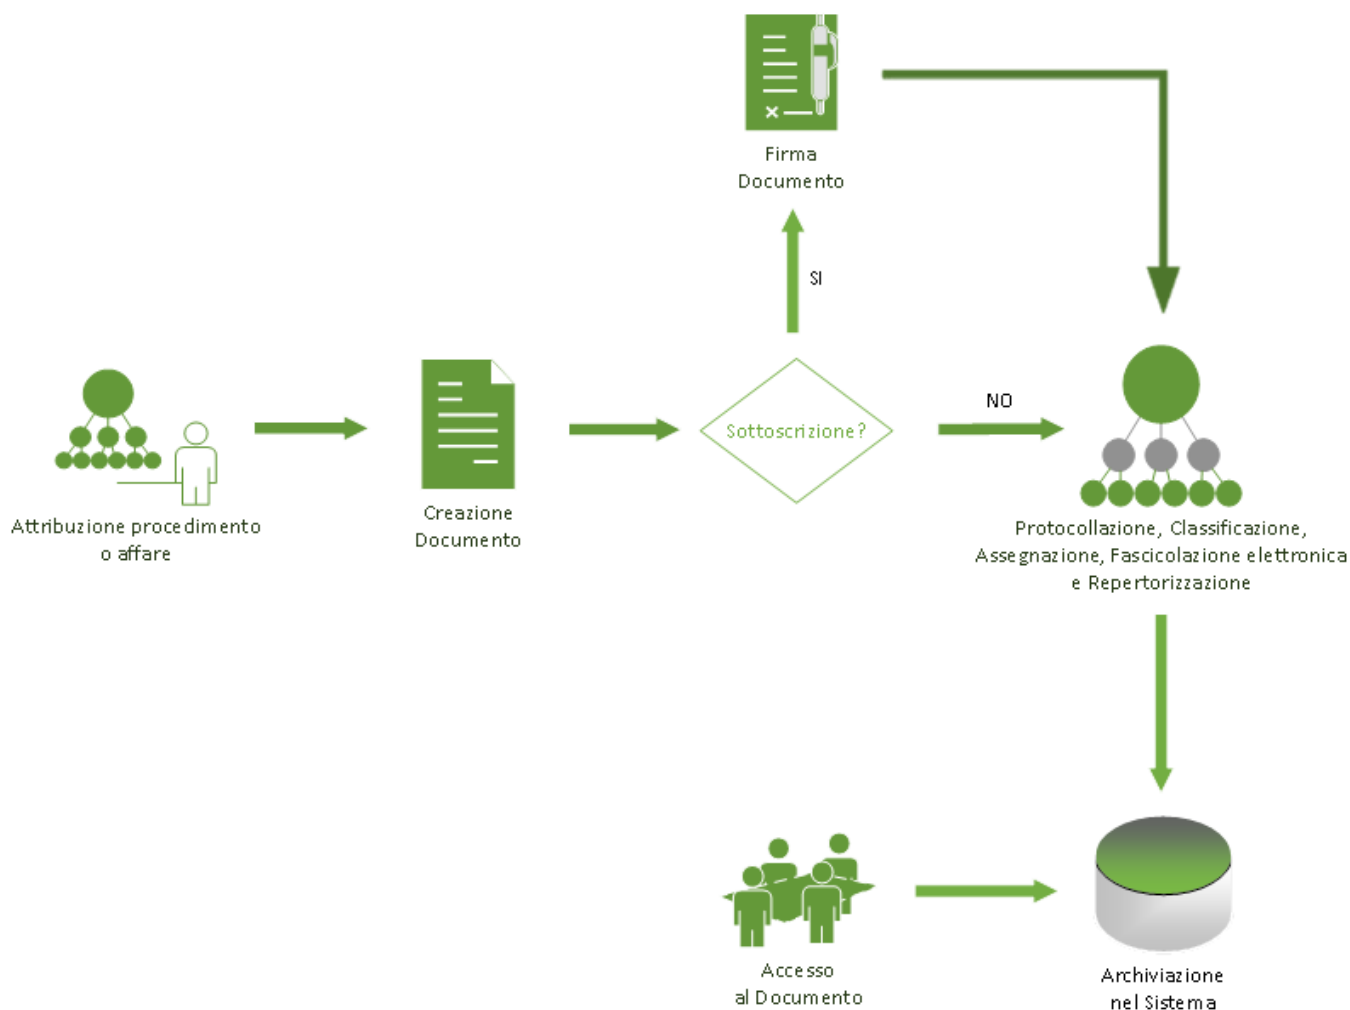 Firma
Documento
SI
Sottoscrizione?
NO
Attribuzione procedimento
o affare
Creazione
Documento
Protocollazione, Classificazione,
Assegnazione, Fascicolazione elettronica
e Repertorizzazione
Accesso
al Documento
Archiviazione
nel Sistema